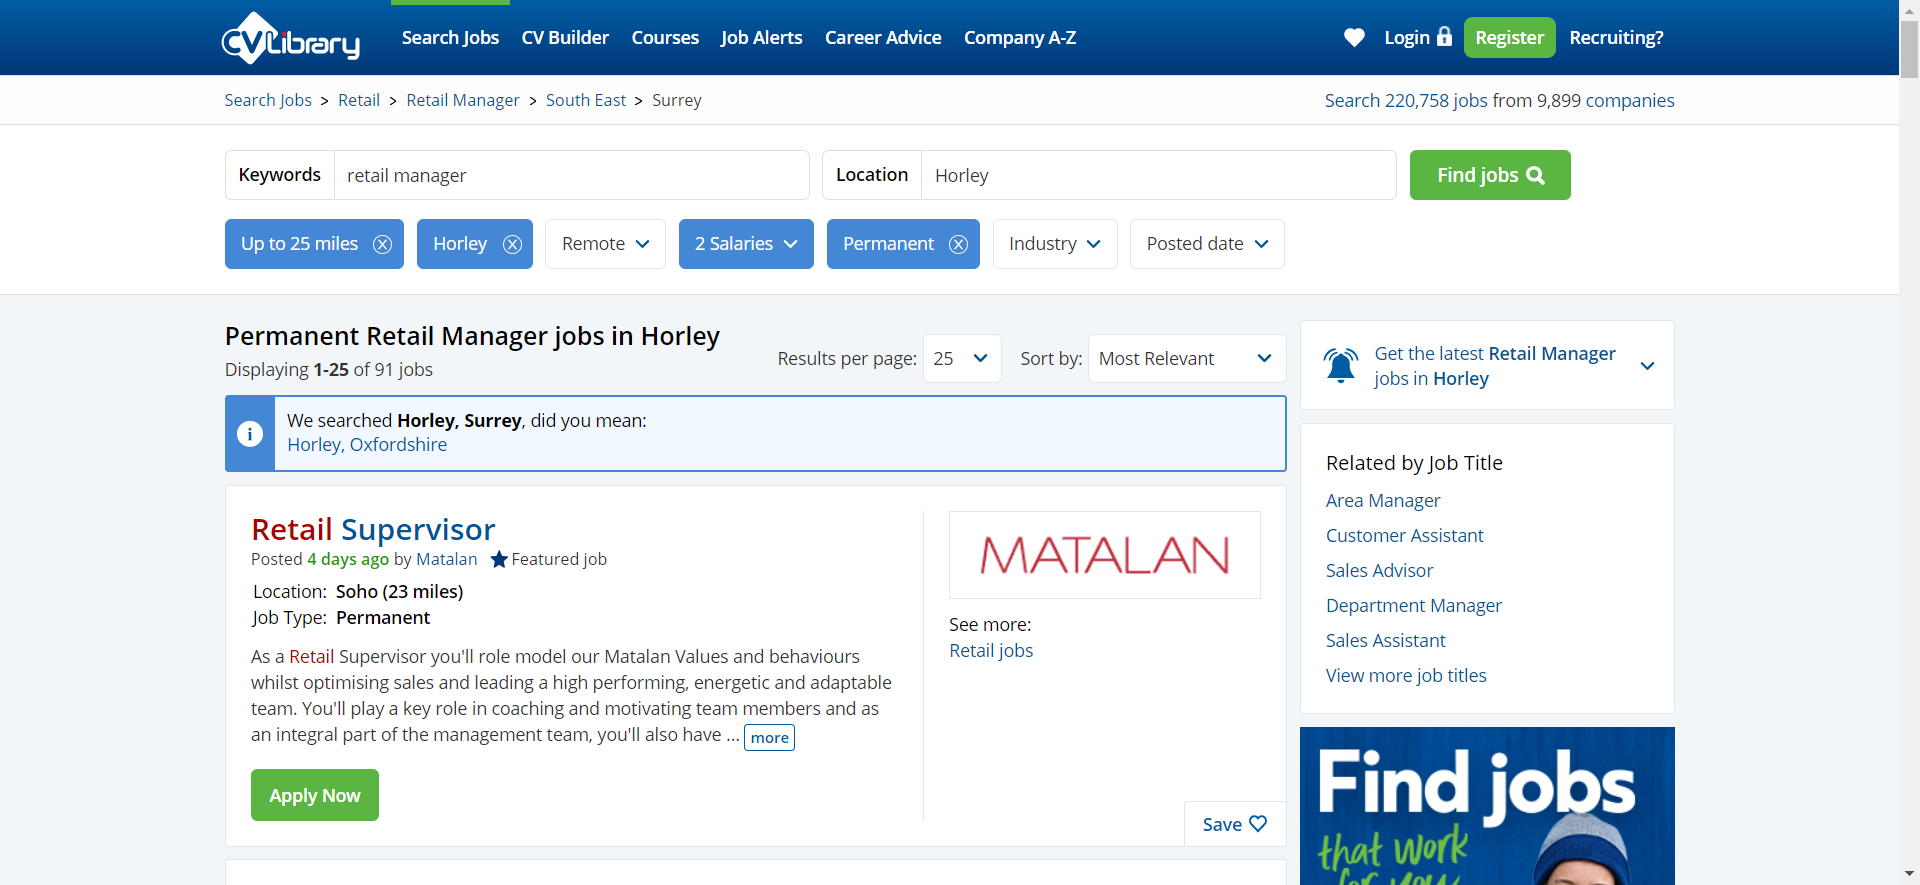 CVLibrary
Search Jobs CV Builder Courses Job Alerts Career Advice Company A-Z
Login Register Recruiting?
Search Jobs > Retail > Retail Manager > South East > Surrey
Search 220,758 jobs from 9,899 companies
Keywords retail manager Location Horley Find jobs
Up to 25 miles Horley Remote 2 Salaries Permanent Industry Posted date
Permanent Retail Manager jobs in Horley
Displaying 1-25 of 91 jobs
Results per page: 25 Sort by: Most Relevant
We searched Horley, Surrey, did you mean:
Horley, Oxfordshire
Retail Supervisor
Posted 4 days ago by Matalan Featured job
Location: Soho (23 miles)
Job Type: Permanent
As a Retail Supervisor you'll role model our Matalan Values and behaviours
whilst optimising sales and leading a high performing, energetic and adaptable
team. You'll play a key role in coaching and motivating team members and as
an integral part of the management team, you'll also have ... more
Apply Now
MATALAN
See more:
Retail jobs
Save
Get the latest Retail Manager
jobs in Horley
Related by Job Title
Area Manager
Customer Assistant
Sales Advisor
Department Manager
Sales Assistant
View more job titles
Find jobs
that work
for you